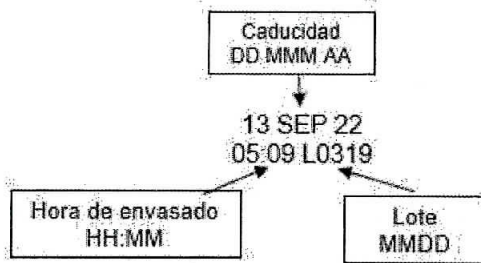 Caducidad
DD MMM AA
13 SEP 22
05:09 L0319
Hora de envasado
HH:MM
Lote
MMDD